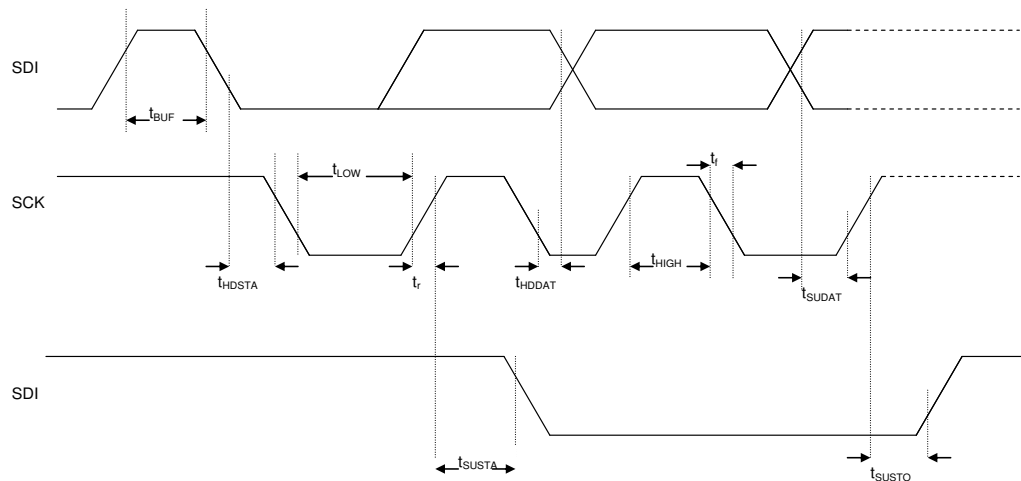 SDI
tBUF
tLOW
tf
SCK
tHDSTA
tr
tHDDAT
tHIGH
tSUDAT
SDI
tSUSTA
tSUSTO